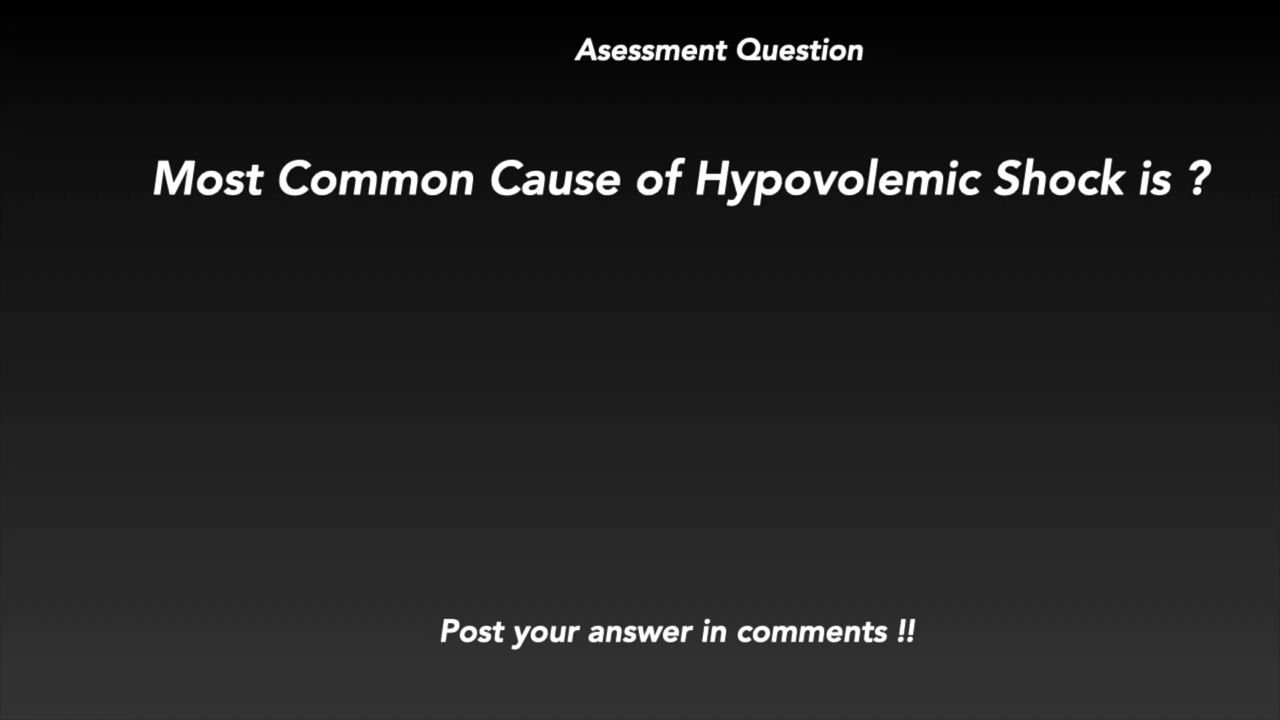 Asessment Question
Most Common Cause of Hypovolemic Shock is ?
Post your answer in comments !!